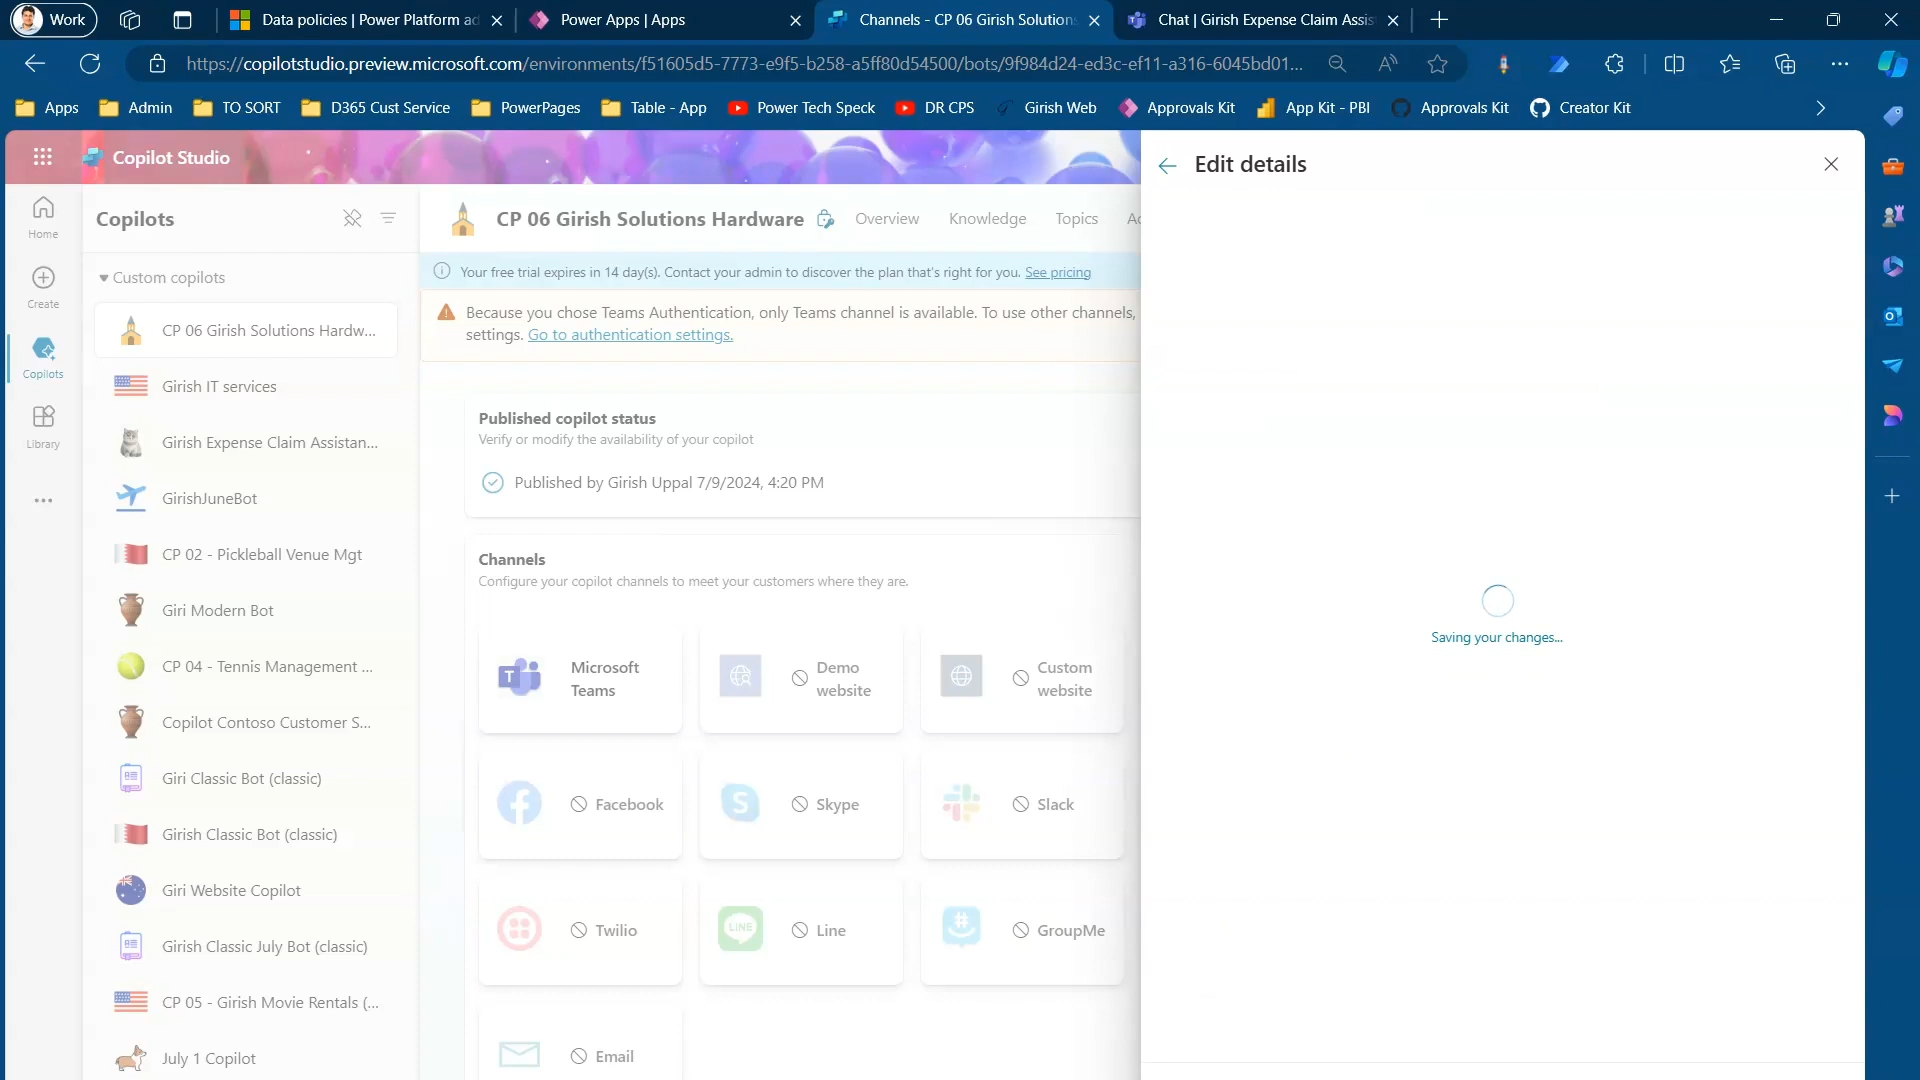 Work
Data policies | Power Platform ad
Power Apps | Apps
Channels - CP 06 Girish Solutions
Chat | Girish Expense Claim Assis
https://copilotstudio.preview.microsoft.com/environments/f51605d5-7773-e9f5-b258-a5ff80d54500/bots/9f984d24-ed3c-ef11-a316-6045bd01...
Apps
Admin
TO SORT
D365 Cust Service
PowerPages
Table - App
Power Tech Speck
DR CPS
Girish Web
Approvals Kit
App Kit - PBI
Approvals Kit
Creator Kit
Copilot Studio
Edit details
Home
Create
Copilots
Library
Copilots
Custom copilots
CP 06 Girish Solutions Hardw...
Girish IT services
Girish Expense Claim Assistan...
GirishJuneBot
CP 02 - Pickleball Venue Mgt
Giri Modern Bot
CP 04 - Tennis Management ...
Copilot Contoso Customer S...
Giri Classic Bot (classic)
Girish Classic Bot (classic)
Giri Website Copilot
Girish Classic July Bot (classic)
CP 05 - Girish Movie Rentals (...
July 1 Copilot
CP 06 Girish Solutions Hardware
Overview
Knowledge
Topics
Ac
Your free trial expires in 14 day(s). Contact your admin to discover the plan that's right for you. See pricing
Because you chose Teams Authentication, only Teams channel is available. To use other channels,
settings. Go to authentication settings.
Published copilot status
Verify or modify the availability of your copilot
Published by Girish Uppal 7/9/2024, 4:20 PM
Channels
Configure your copilot channels to meet your customers where they are.
Microsoft
Teams
Demo
website
Custom
website
Facebook
Skype
Slack
Twilio
Line
GroupMe
Email
Saving your changes...